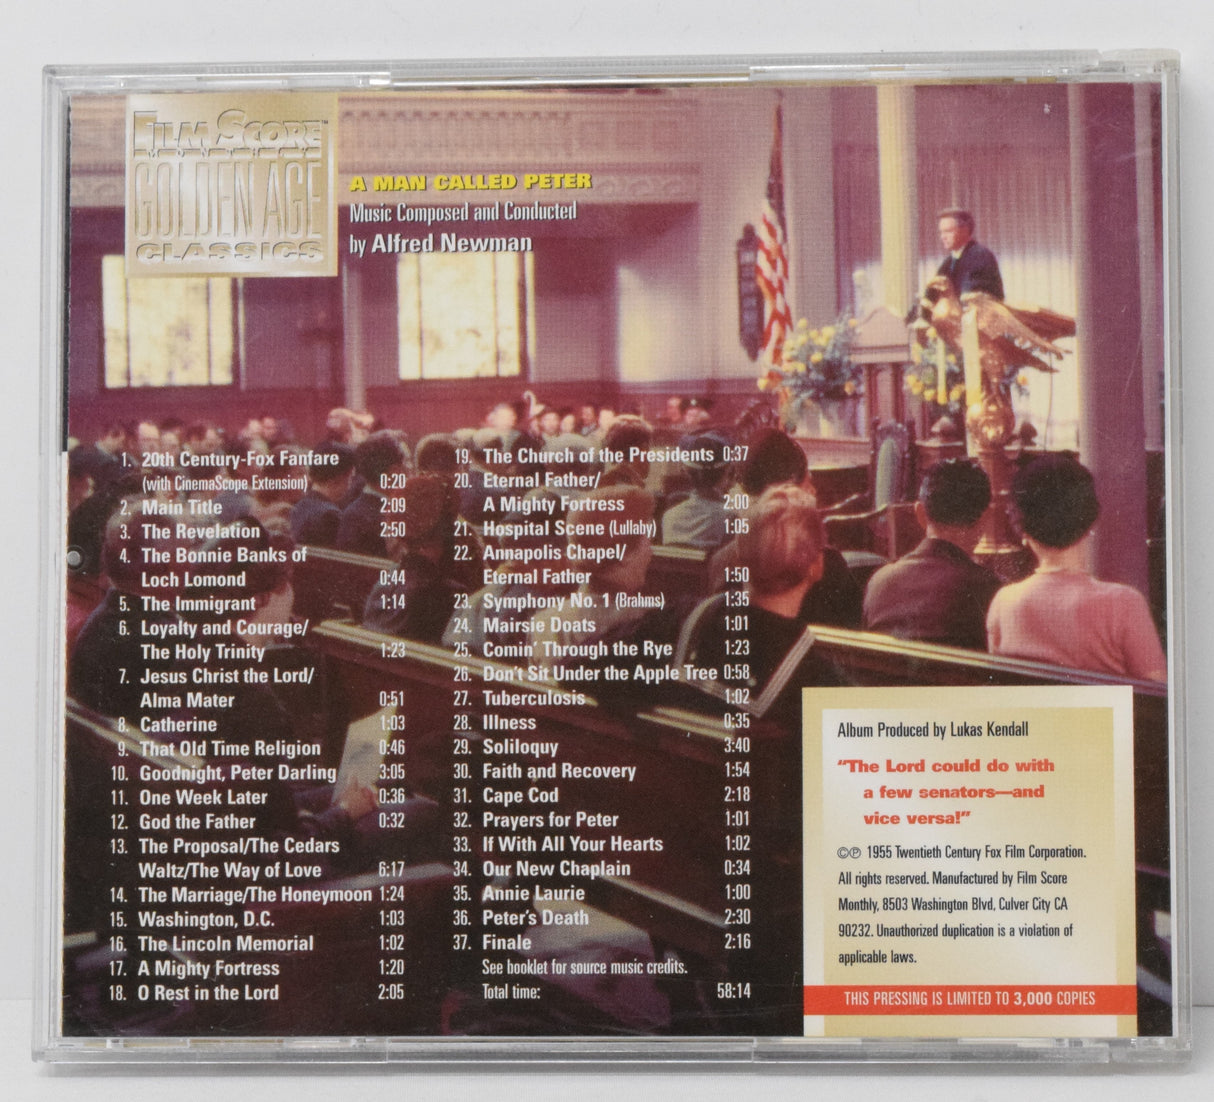 FILM SCORE™
MONTHLY
GOLDEN AGE
CLASSICS
A MAN CALLED PETER
Music Composed and Conducted
by Alfred Newman
1. 20th Century-Fox Fanfare
(with CinemaScope Extension) 0:20
2. Main Title 2:09
3. The Revelation 2:50
4. The Bonnie Banks of
Loch Lomond 0:44
5. The Immigrant 1:14
6. Loyalty and Courage/
The Holy Trinity 1:23
7. Jesus Christ the Lord/
Alma Mater 0:51
8. Catherine 1:03
9. That Old Time Religion 0:46
10. Goodnight, Peter Darling 3:05
11. One Week Later 0:36
12. God the Father 0:32
13. The Proposal/The Cedars
Waltz/The Way of Love 6:17
14. The Marriage/The Honeymoon 1:24
15. Washington, D.C. 1:03
16. The Lincoln Memorial 1:02
17. A Mighty Fortress 1:20
18. O Rest in the Lord 2:05
19. The Church of the Presidents 0:37
20. Eternal Father/
A Mighty Fortress 2:00
21. Hospital Scene (Lullaby) 1:05
22. Annapolis Chapel/
Eternal Father 1:50
23. Symphony No. 1 (Brahms) 1:35
24. Mairsie Doats 1:01
25. Comin' Through the Rye 1:23
26. Don't Sit Under the Apple Tree 0:58
27. Tuberculosis 1:02
28. Illness 0:35
29. Soliloquy 3:40
30. Faith and Recovery 1:54
31. Cape Cod 2:18
32. Prayers for Peter 1:01
33. If With All Your Hearts 1:02
34. Our New Chaplain 0:34
35. Annie Laurie 1:00
36. Peter's Death 2:30
37. Finale 2:16
See booklet for source music credits.
Total time: 58:14
Album Produced by Lukas Kendall
"The Lord could do with
a few senators—and
vice versa!"
©℗ 1955 Twentieth Century Fox Film Corporation.
All rights reserved. Manufactured by Film Score
Monthly, 8503 Washington Blvd, Culver City CA
90232. Unauthorized duplication is a violation of
applicable laws.
THIS PRESSING IS LIMITED TO 3,000 COPIES